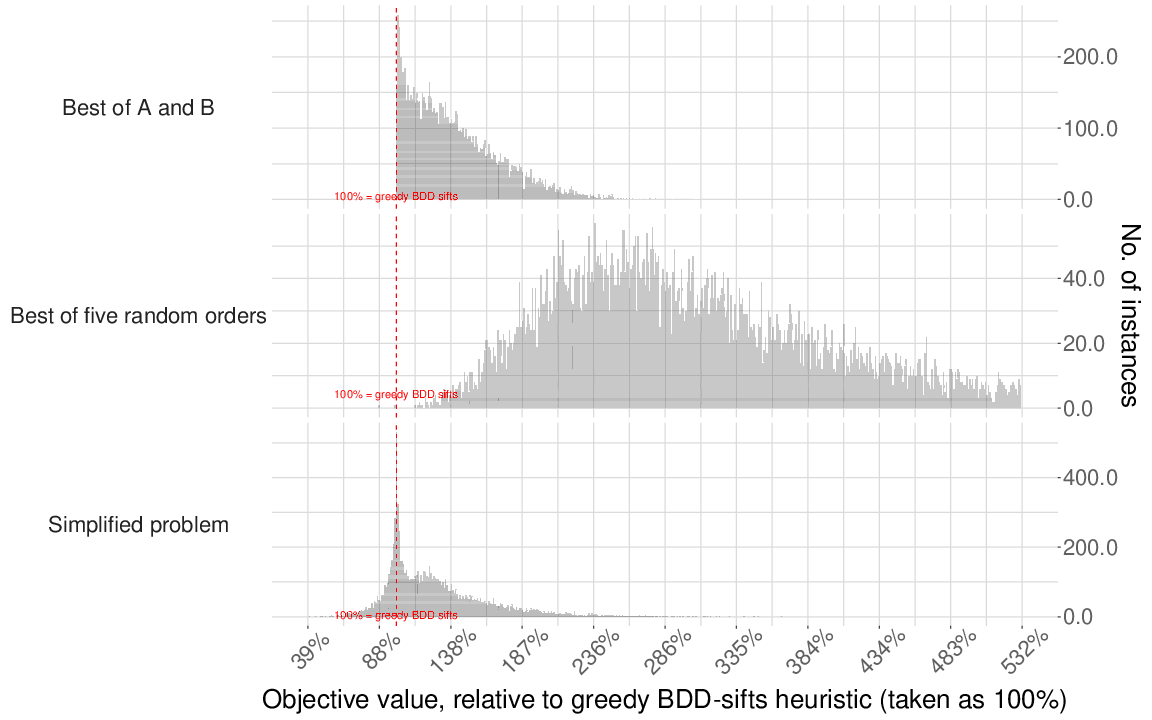 Best of A and B
200.0
100.0
0.0
100% = greedy BDD sifts
Best of five random orders
40.0
20.0
0.0
100% = greedy BDD sifts
No. of instances
Simplified problem
400.0
200.0
0.0
100% = greedy BDD sifts
39%
88%
138%
187%
236%
286%
335%
384%
434%
483%
532%
Objective value, relative to greedy BDD-sifts heuristic (taken as 100%)